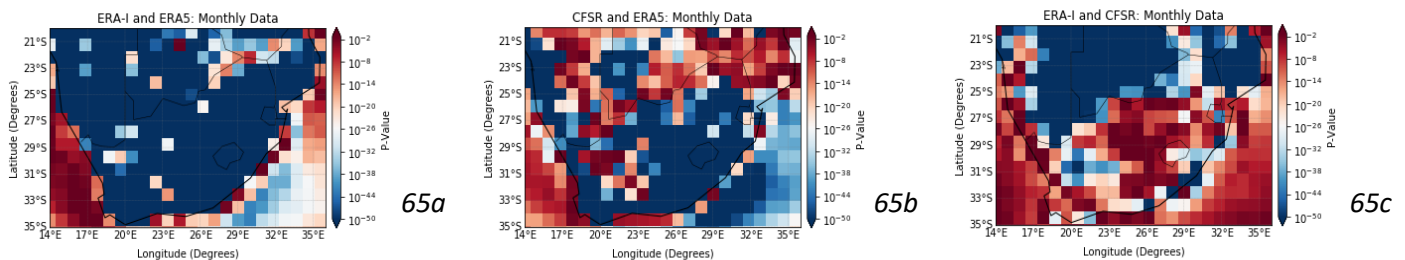 ERA-I and ERA5: Monthly Data
21°S
23°S
25°S
27°S
29°S
31°S
33°S
35°S
14°E 17°E 20°E 23°E 26°E 29°E 32°E 35°E
Latitude (Degrees)
Longitude (Degrees)
10⁻²
10⁻⁸
10⁻¹⁴
10⁻²⁰
10⁻²⁶
10⁻³²
10⁻³⁸
10⁻⁴⁴
10⁻⁵⁰
P-Value
65a
CFSR and ERA5: Monthly Data
21°S
23°S
25°S
27°S
29°S
31°S
33°S
35°S
14°E 17°E 20°E 23°E 26°E 29°E 32°E 35°E
Latitude (Degrees)
Longitude (Degrees)
10⁻²
10⁻⁸
10⁻¹⁴
10⁻²⁰
10⁻²⁶
10⁻³²
10⁻³⁸
10⁻⁴⁴
10⁻⁵⁰
P-Value
65b
ERA-I and CFSR: Monthly Data
21°S
23°S
25°S
27°S
29°S
31°S
33°S
35°S
14°E 17°E 20°E 23°E 26°E 29°E 32°E 35°E
Latitude (Degrees)
Longitude (Degrees)
10⁻²
10⁻⁸
10⁻¹⁴
10⁻²⁰
10⁻²⁶
10⁻³²
10⁻³⁸
10⁻⁴⁴
10⁻⁵⁰
P-Value
65c